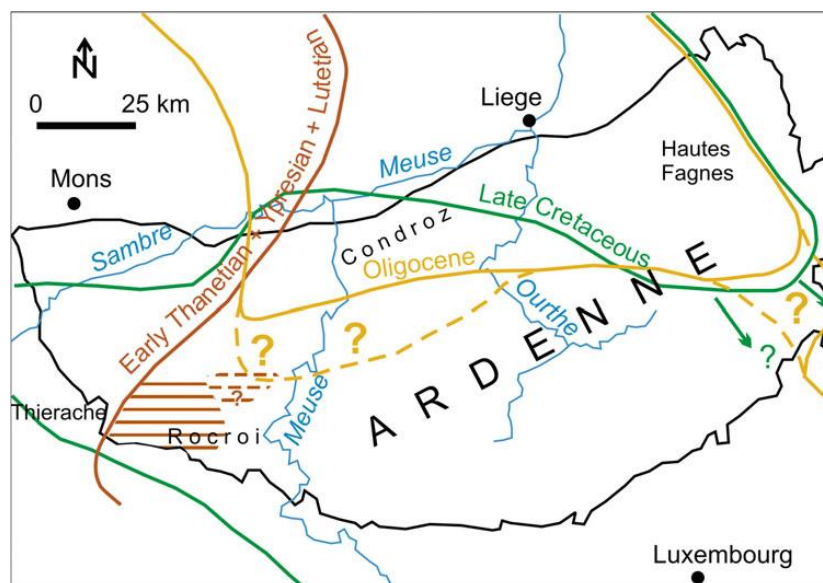 N
0 25 km
Mons
Liege
Hautes
Fagnes
Meuse
Sambre
Early Thanetian + Ypresian + Lutetian
Condroz
Late Cretaceous
Oligocene
Ourthe
ARDENNE
?
?
?
?
?
Thierache
Rocroi
Meuse
Luxembourg